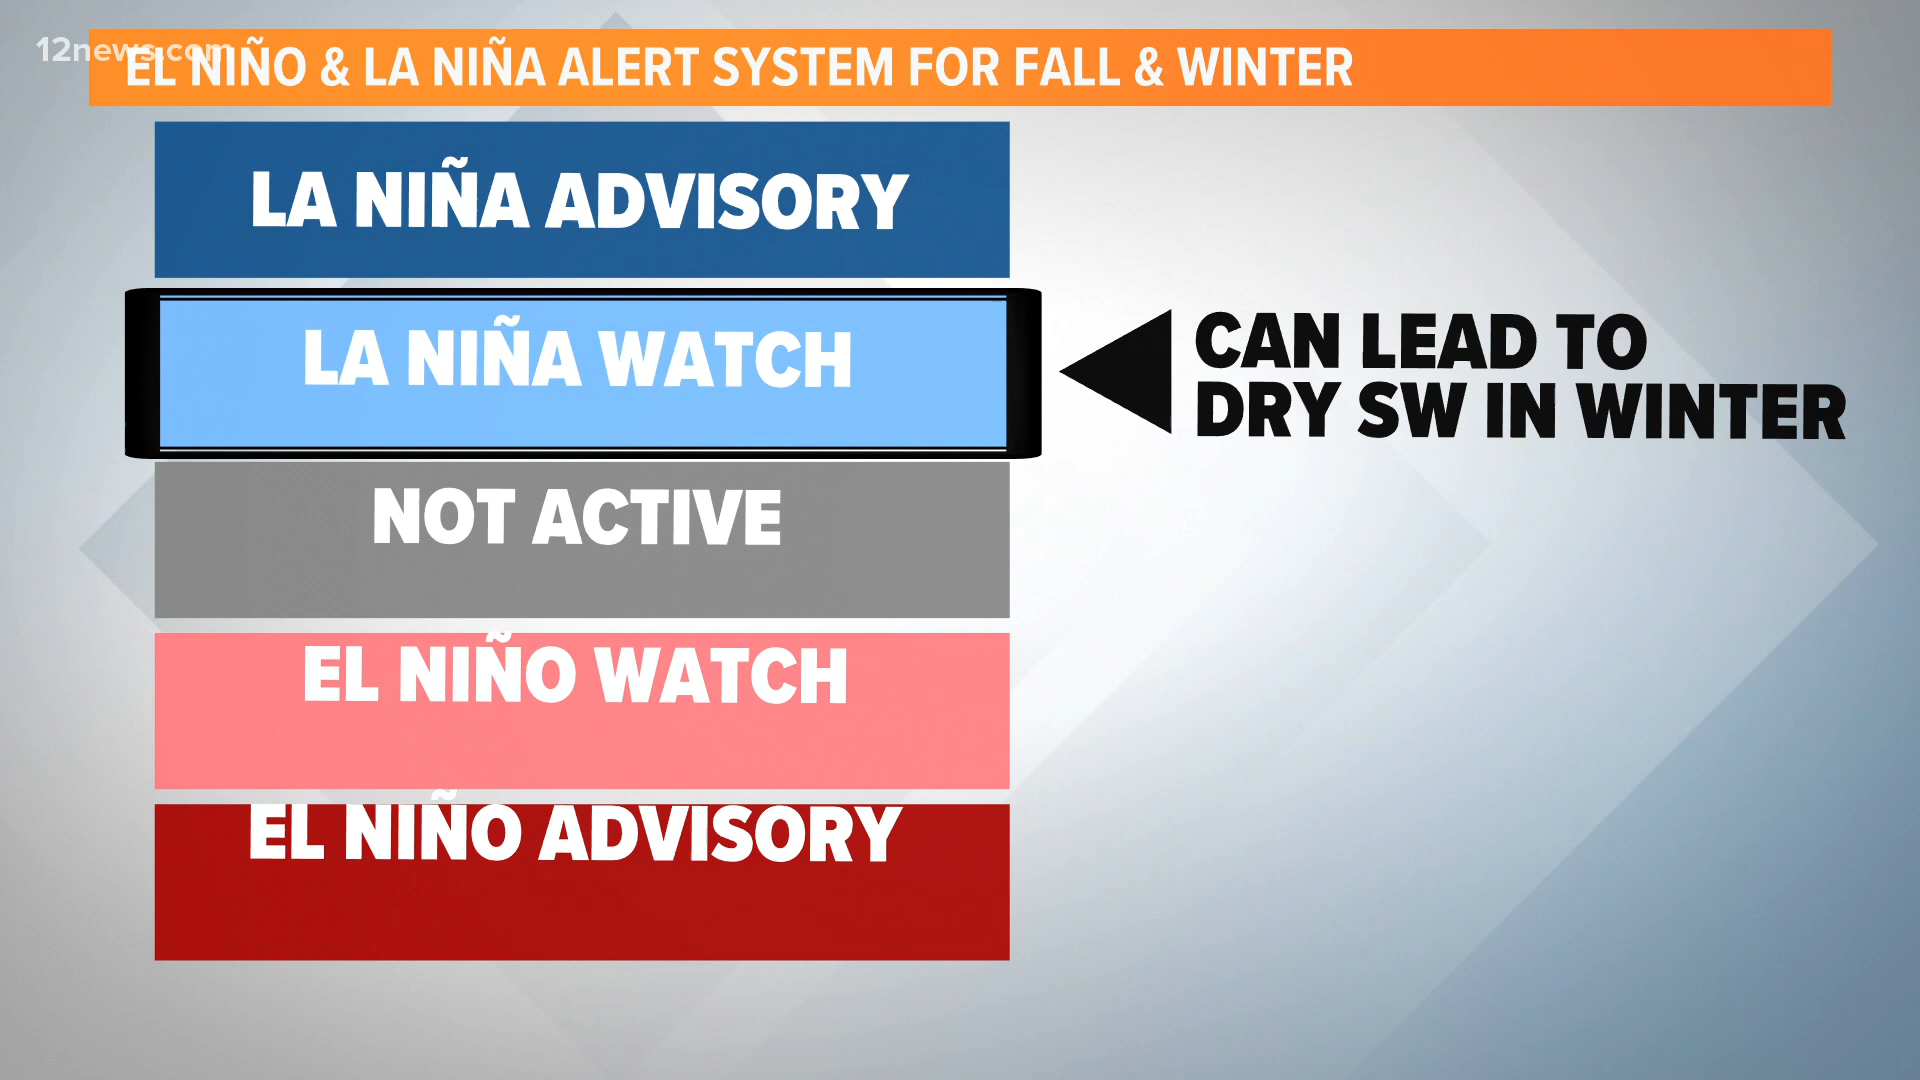 12news.com
EL NIÑO & LA NIÑA ALERT SYSTEM FOR FALL & WINTER
LA NIÑA ADVISORY
LA NIÑA WATCH
CAN LEAD TO
DRY SW IN WINTER
NOT ACTIVE
EL NIÑO WATCH
EL NIÑO ADVISORY